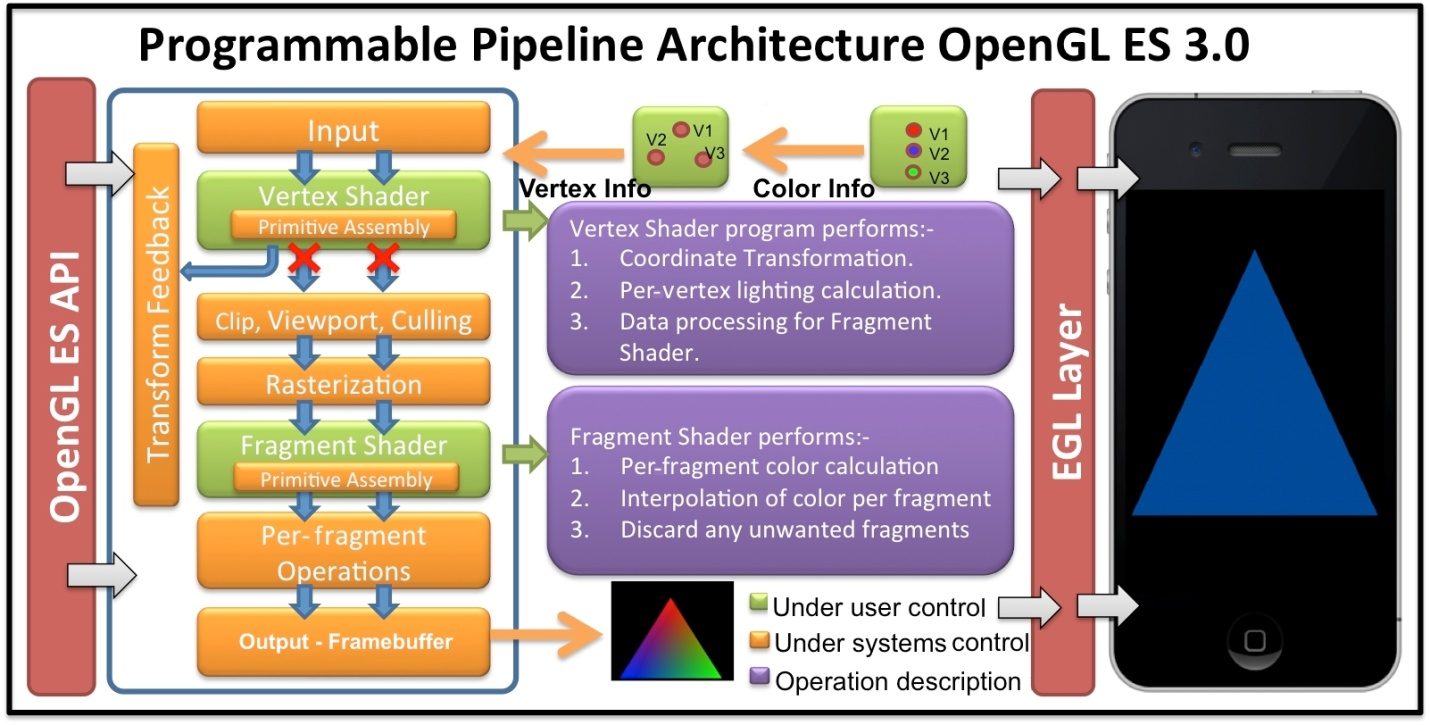 Programmable Pipeline Architecture OpenGL ES 3.0
OpenGL ES API
Transform Feedback
Input
Vertex Shader
Primitive Assembly
Clip, Viewport, Culling
Rasterization
Fragment Shader
Primitive Assembly
Per-fragment
Operations
Output - Framebuffer
V1
V2
V3
Vertex Info
V1
V2
V3
Color Info
Vertex Shader program performs:-
1. Coordinate Transformation.
2. Per-vertex lighting calculation.
3. Data processing for Fragment
Shader.
Fragment Shader performs:-
1. Per-fragment color calculation
2. Interpolation of color per fragment
3. Discard any unwanted fragments
Under user control
Under systems control
Operation description
EGL Layer